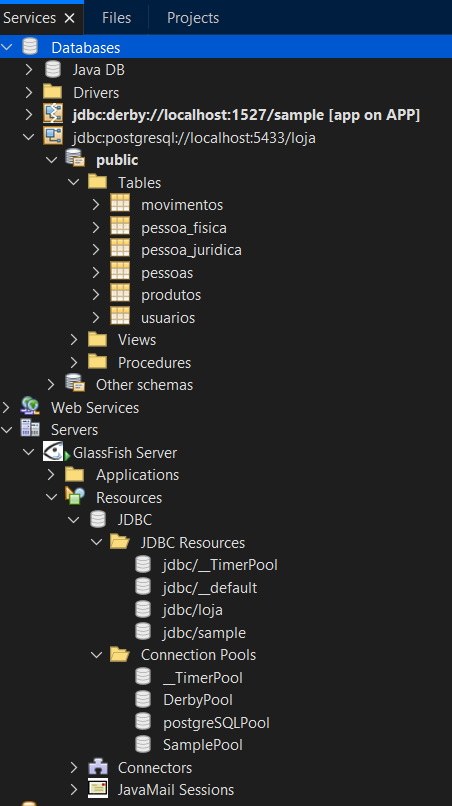 Services Files Projects
Databases
Java DB
Drivers
jdbc:derby://localhost:1527/sample [app on APP]
jdbc:postgresql://localhost:5433/loja
public
Tables
movimentos
pessoa_fisica
pessoa_juridica
pessoas
produtos
usuarios
Views
Procedures
Other schemas
Web Services
Servers
GlassFish Server
Applications
Resources
JDBC
JDBC Resources
jdbc/__TimerPool
jdbc/__default
jdbc/loja
jdbc/sample
Connection Pools
__TimerPool
DerbyPool
postgreSQLPool
SamplePool
Connectors
JavaMail Sessions